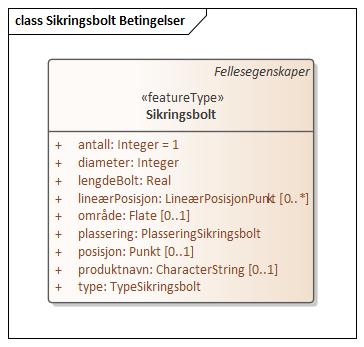 class Sikringsbolt Betingelser
Fellesegenskaper
«featureType»
Sikringsbolt
+ antall: Integer = 1
+ diameter: Integer
+ lengdeBolt: Real
+ lineærPosisjon: LineærPosisjonPunkt [0..*]
+ område: Flate [0..1]
+ plassering: PlasseringSikringsbolt
+ posisjon: Punkt [0..1]
+ produktnavn: CharacterString [0..1]
+ type: TypeSikringsbolt